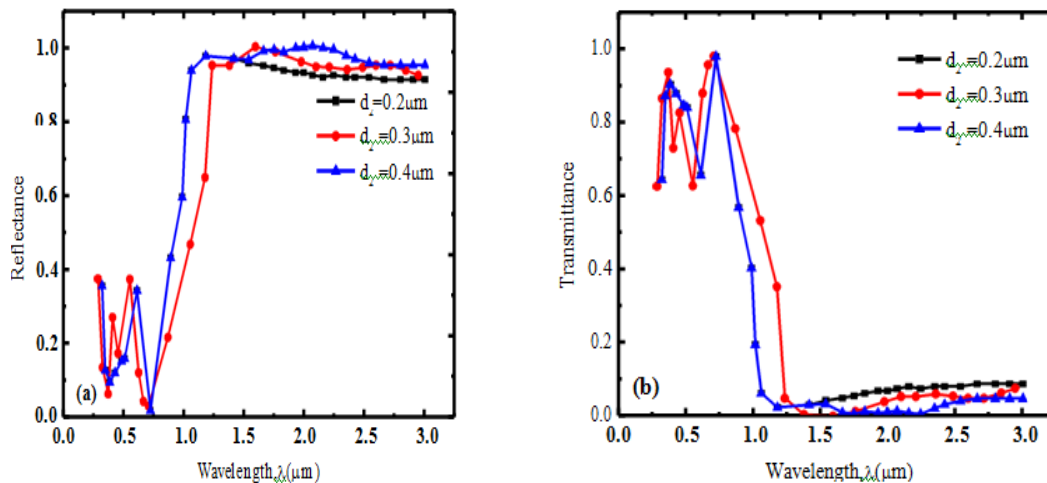 1.0
0.8
0.6
0.4
0.2
0.0
Reflectance
d₂=0.2um
d₂=0.3µm
d₂=0.4um
(a)
0.0 0.5 1.0 1.5 2.0 2.5 3.0
Wavelength,λ(µm)
1.0
0.8
0.6
0.4
0.2
0.0
Transmittance
d₂=0.2um
d₂=0.3µm
d₂=0.4um
(b)
0.0 0.5 1.0 1.5 2.0 2.5 3.0
Wavelength,λ(µm)